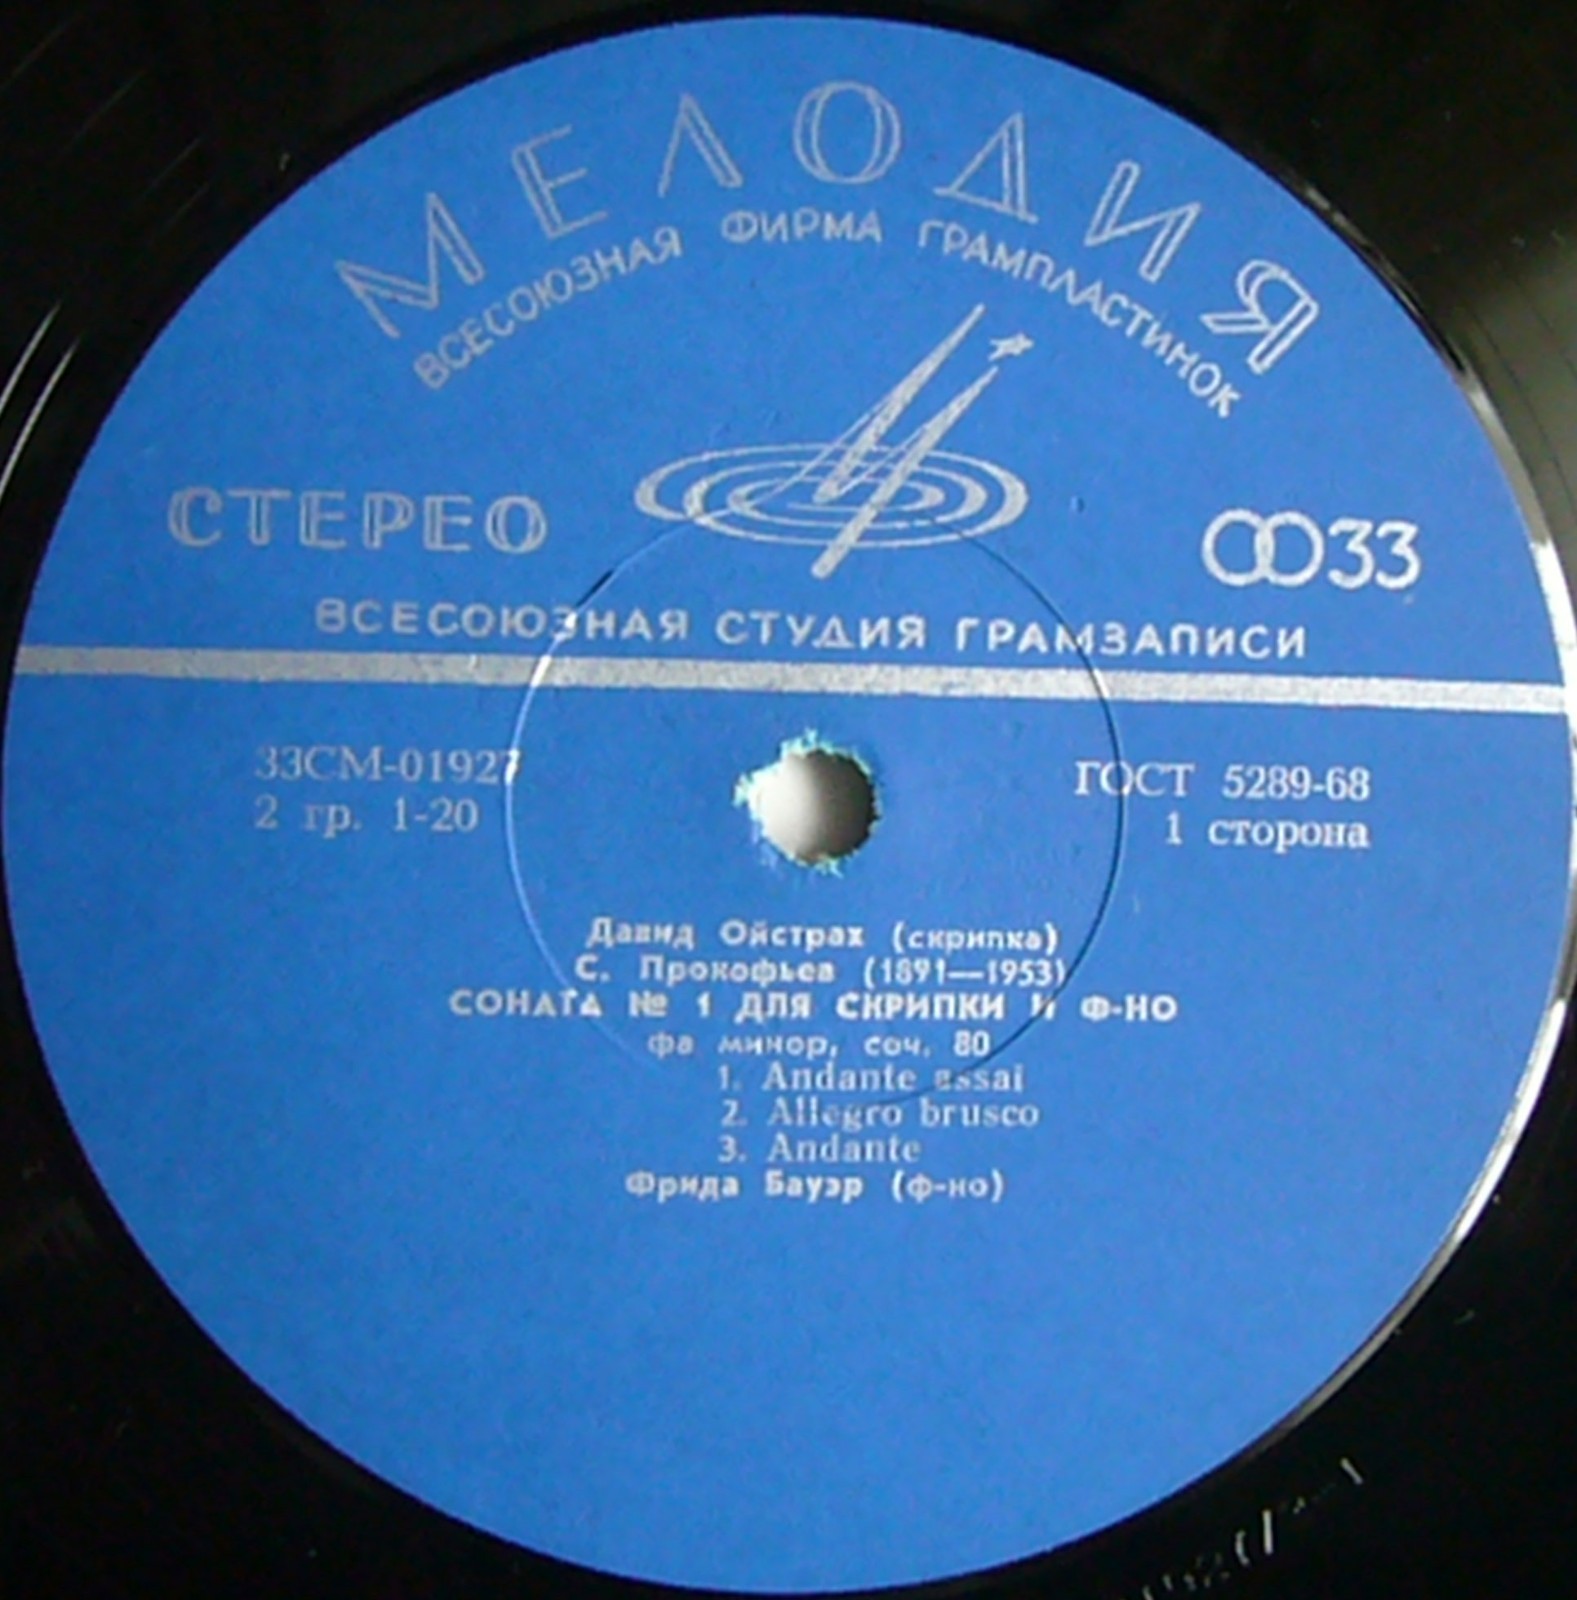 МЕЛОДИЯ
ВСЕСОЮЗНАЯ ФИРМА ГРАМПЛАСТИНОК
СТЕРЕО
33
ВСЕСОЮЗНАЯ СТУДИЯ ГРАМЗАПИСИ
33СМ-01927
ГОСТ 5289-68
2 гр. 1-20
1 сторона
Давид Ойстрах (скрипка)
С. Прокофьев (1891—1953)
СОНАТА № 1 ДЛЯ СКРИПКИ И Ф-НО
фа минор, соч. 80
1. Andante assai
2. Allegro brusco
3. Andante
Фрида Бауэр (ф-но)